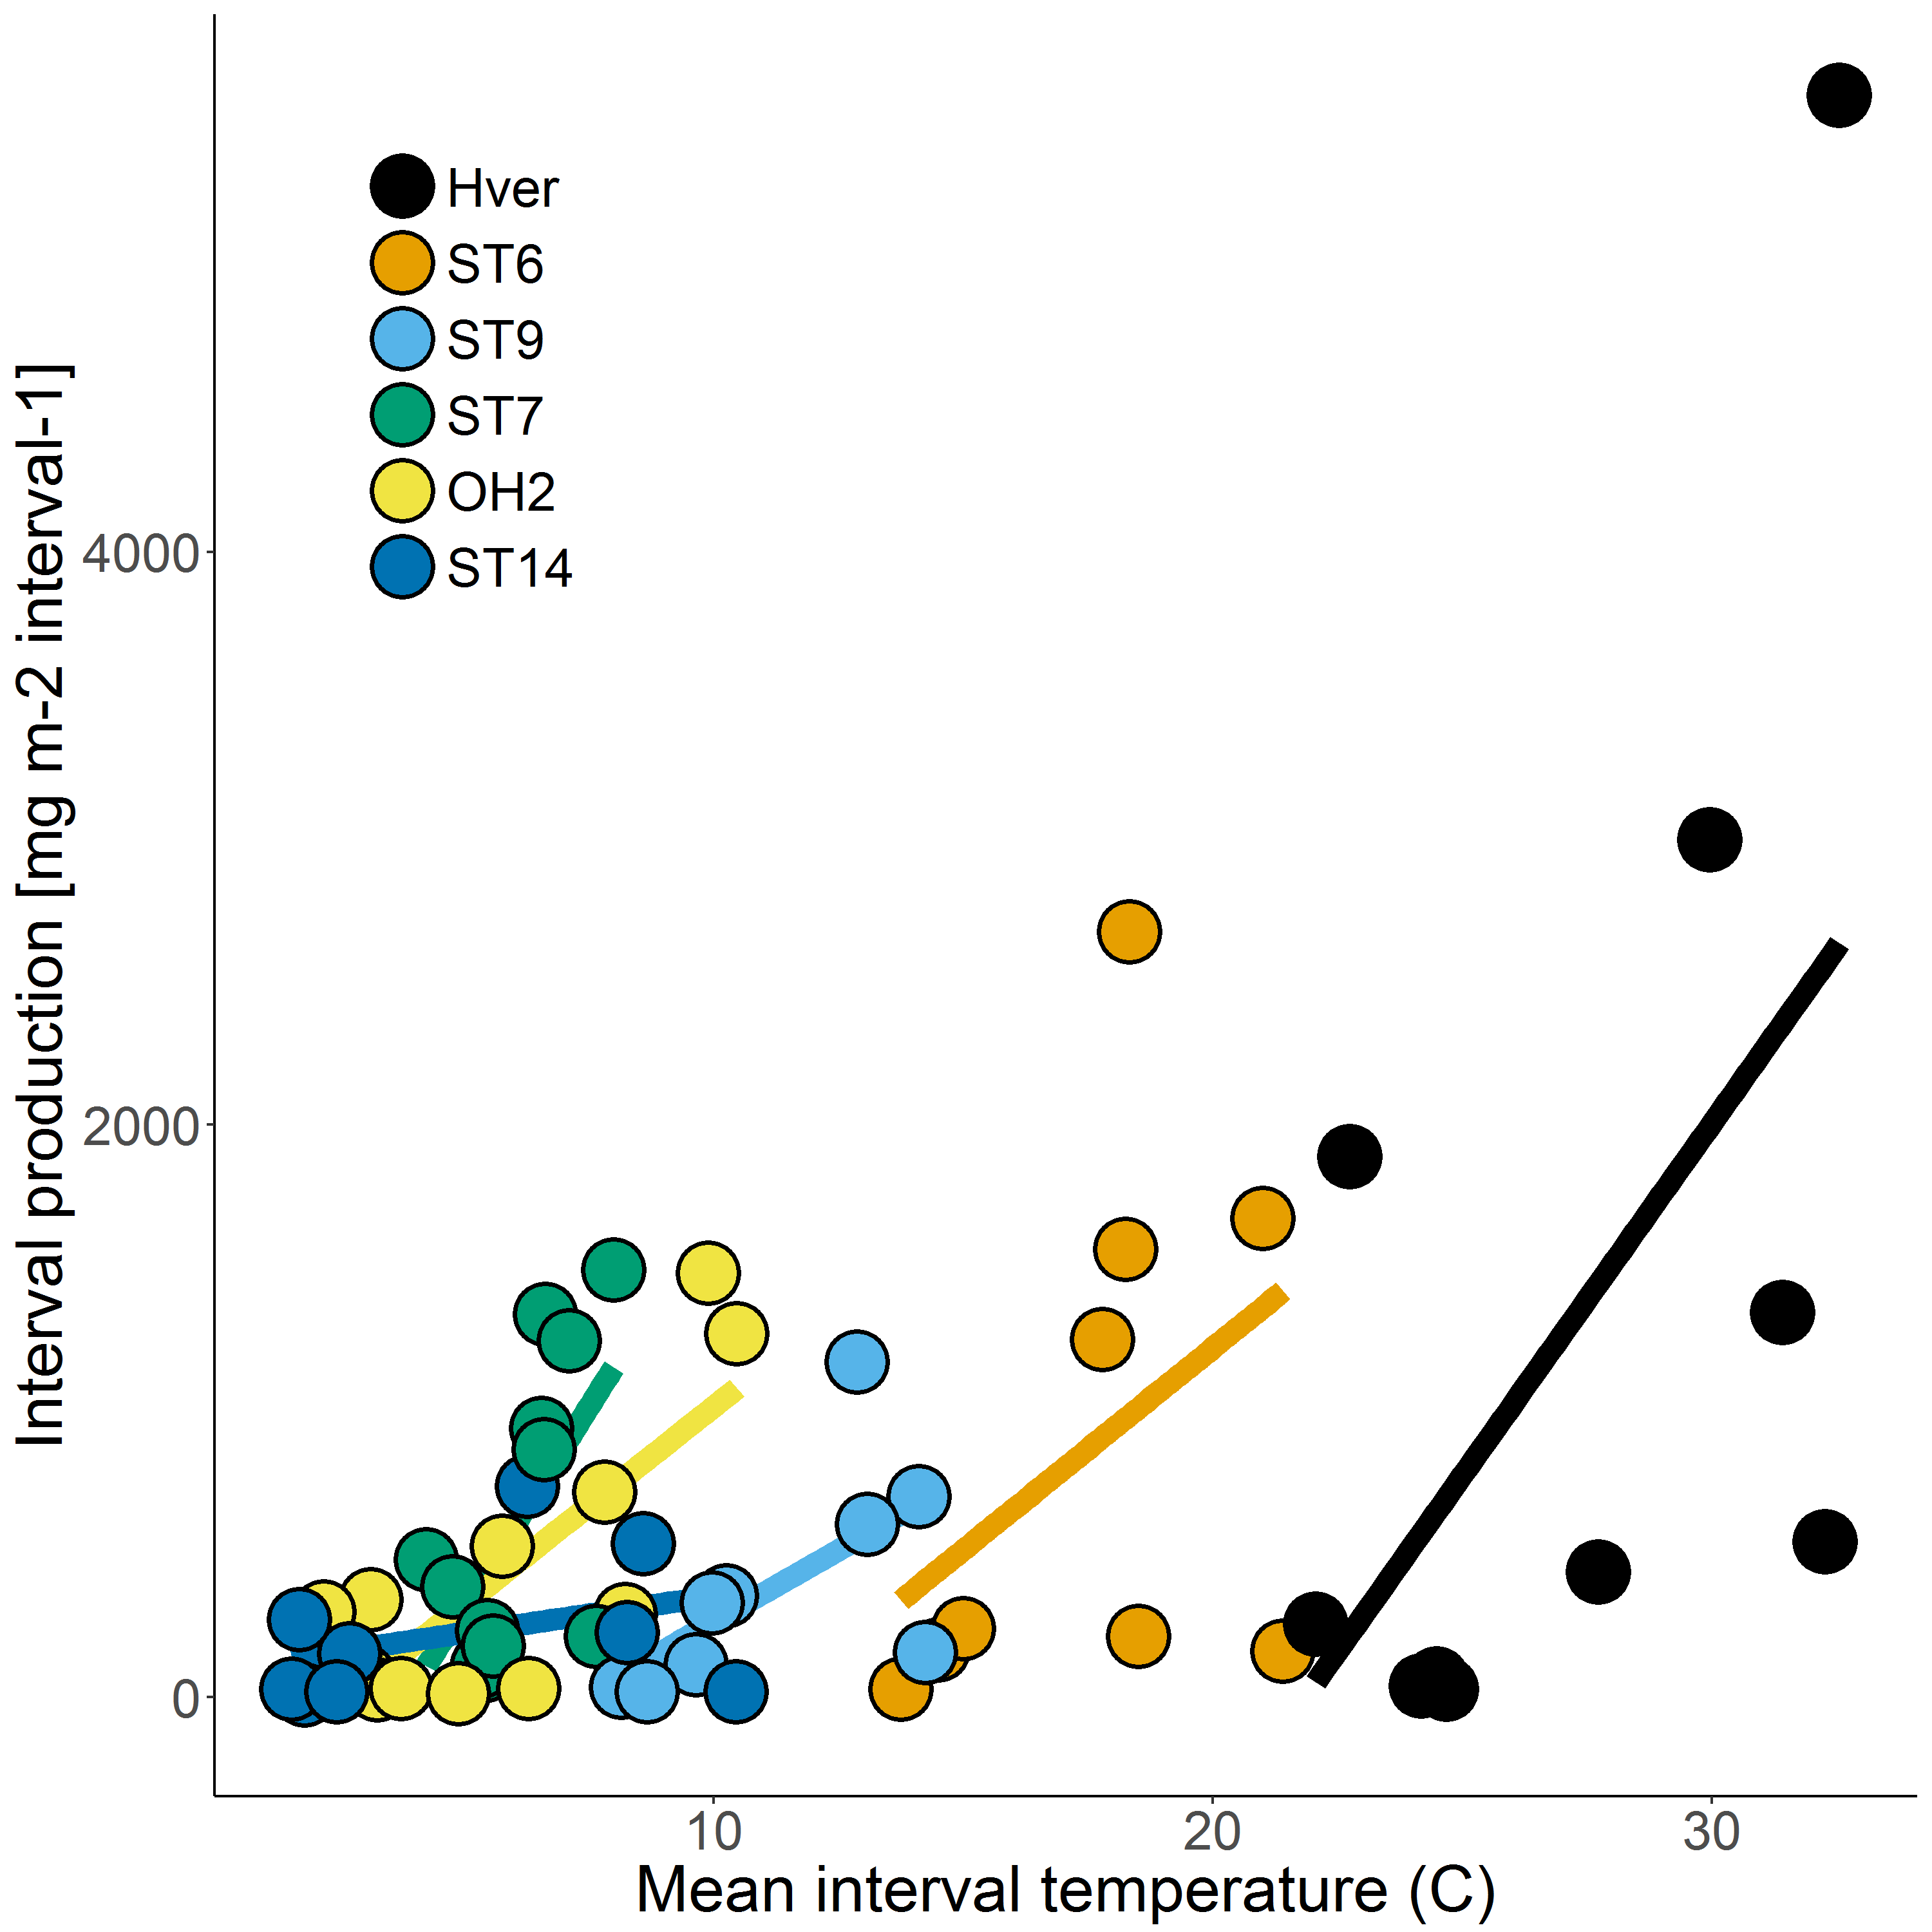 Interval production [mg m-2 interval-1]
4000
2000
0
Hver
ST6
ST9
ST7
OH2
ST14
10
20
30
Mean interval temperature (C)